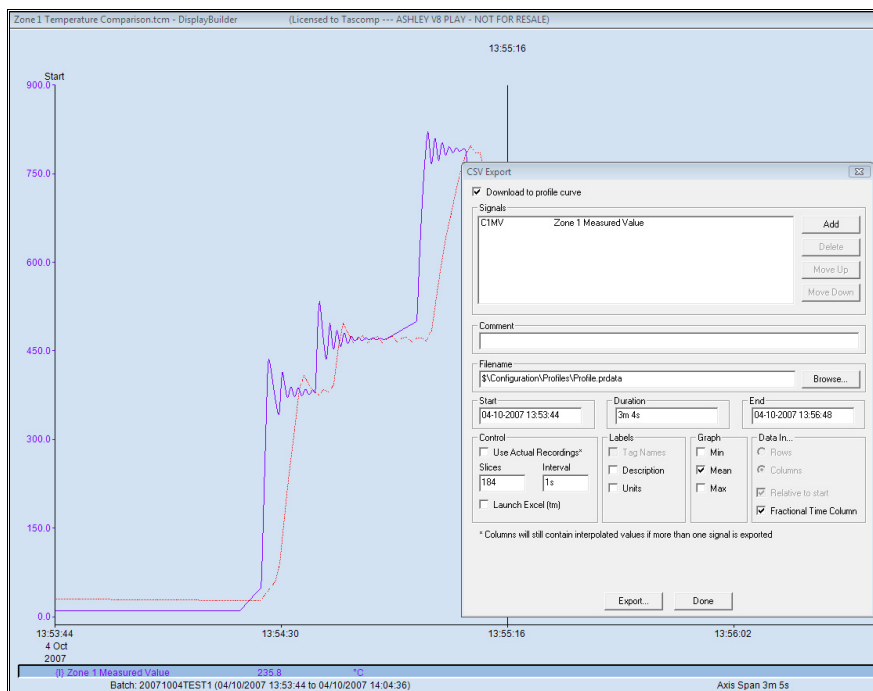 Zone 1 Temperature Comparison.tcm - DisplayBuilder (Licensed to Tascomp --- ASHLEY V8 PLAY - NOT FOR RESALE)
13:55:16
Start
900.0
750.0
600.0
450.0
300.0
150.0
0.0
13:53:44 13:54:30 13:55:16 13:56:02
4 Oct
2007
(I) Zone 1 Measured Value 235.8 °C
Batch: 20071004TEST1 (04/10/2007 13:53:44 to 04/10/2007 14:04:36) Axis Span 3m 5s
CSV Export
Download to profile curve
Signals
C1MV Zone 1 Measured Value
Add
Delete
Move Up
Move Down
Comment
Filename
$\Configuration\Profiles\Profile.prdata Browse...
Start Duration End
04-10-2007 13:53:44 3m 4s 04-10-2007 13:56:48
Control
Use Actual Recordings*
Slices Interval
184 1s
Launch Excel (tm)
Labels
Tag Names
Description
Units
Graph
Min
Mean
Max
Data In...
Rows
Columns
Relative to start
Fractional Time Column
* Columns will still contain interpolated values if more than one signal is exported
Export... Done